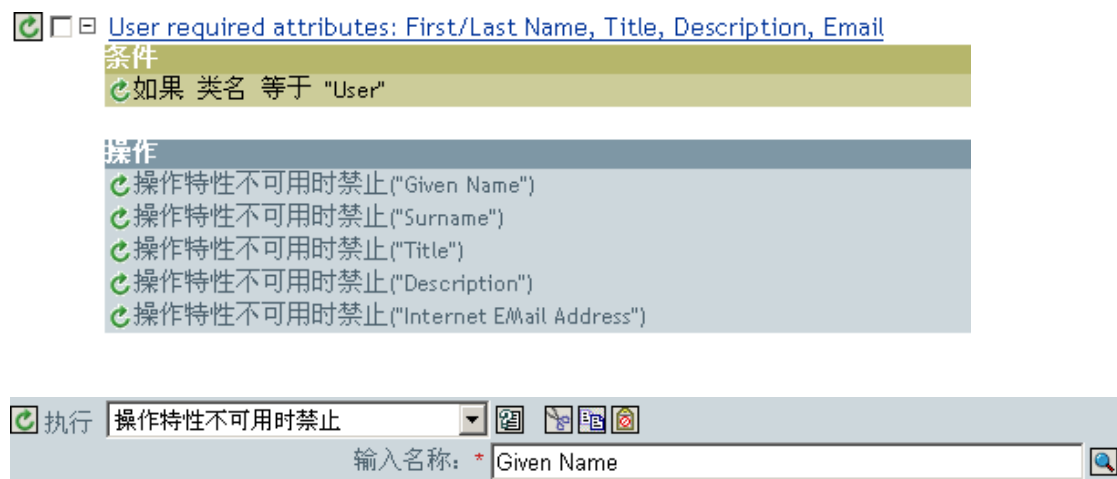 User required attributes: First/Last Name, Title, Description, Email
条件
如果 类名 等于 "User"
操作
操作特性不可用时禁止("Given Name")
操作特性不可用时禁止("Surname")
操作特性不可用时禁止("Title")
操作特性不可用时禁止("Description")
操作特性不可用时禁止("Internet EMail Address")
执行 操作特性不可用时禁止
输入名称: * Given Name